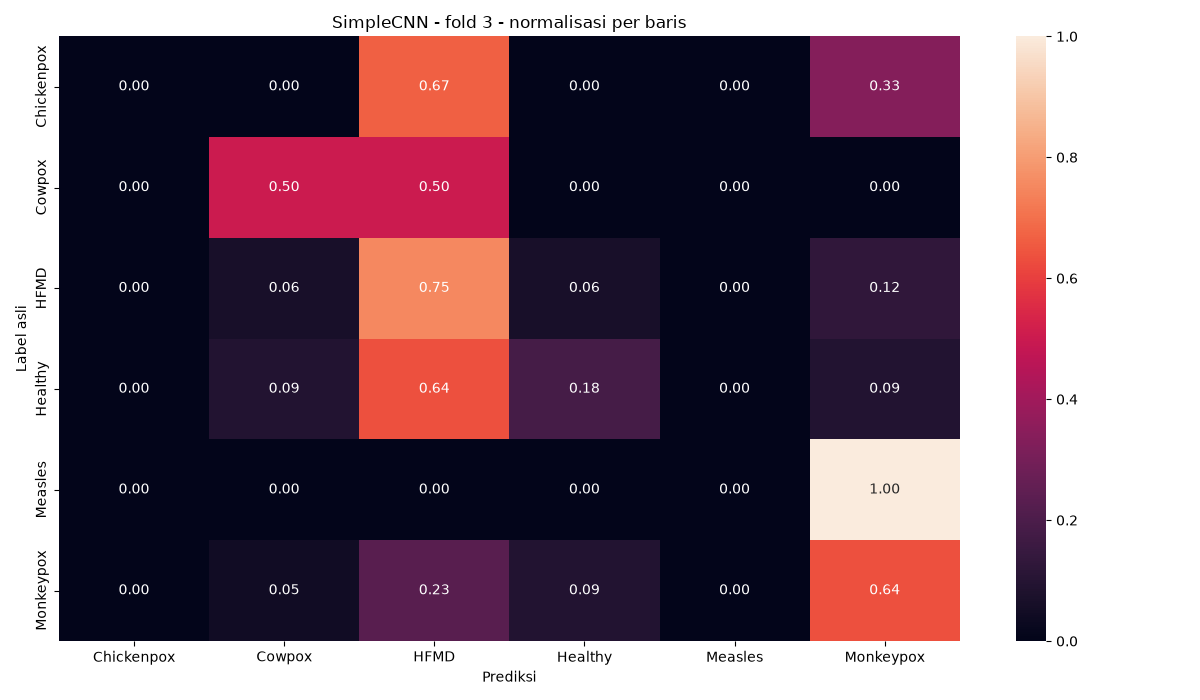 SimpleCNN - fold 3 - normalisasi per baris
Chickenpox 0.00 0.00 0.67 0.00 0.00 0.33
Cowpox 0.00 0.50 0.50 0.00 0.00 0.00
HFMD 0.00 0.06 0.75 0.06 0.00 0.12
Healthy 0.00 0.09 0.64 0.18 0.00 0.09
Measles 0.00 0.00 0.00 0.00 0.00 1.00
Monkeypox 0.00 0.05 0.23 0.09 0.00 0.64
Label asli
Chickenpox Cowpox HFMD Healthy Measles Monkeypox
Prediksi
1.0
0.8
0.6
0.4
0.2
0.0